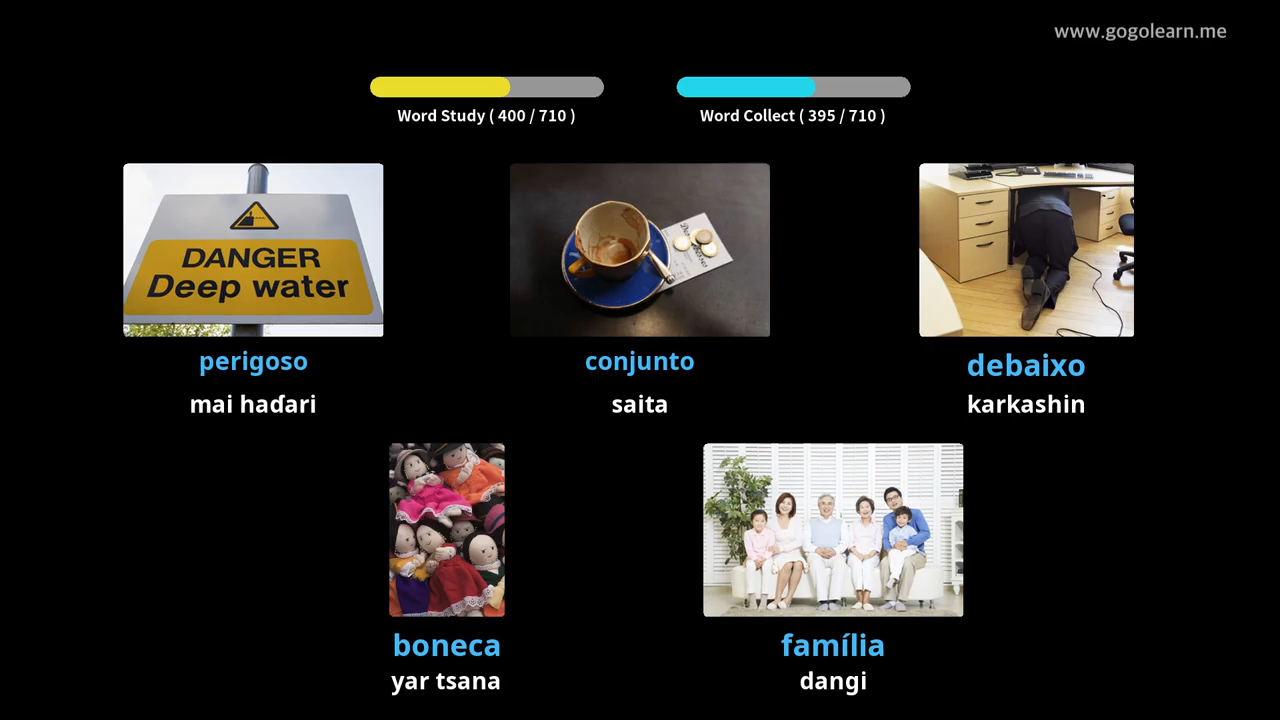 www.gogolearn.me
Word Study ( 400 / 710 )
Word Collect ( 395 / 710 )
DANGER
Deep water
perigoso
conjunto
debaixo
mai haɗari
saita
karkashin
boneca
família
yar tsana
dangi